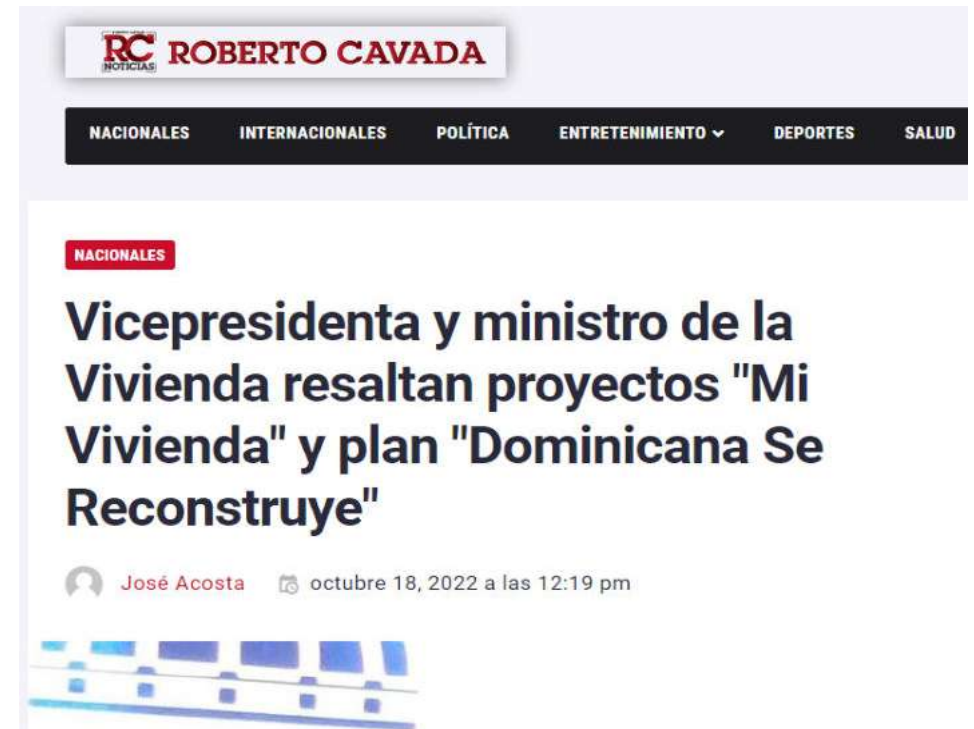 RC NOTICIAS ROBERTO CAVADA
NACIONALES INTERNACIONALES POLÍTICA ENTRETENIMIENTO DEPORTES SALUD
NACIONALES
Vicepresidenta y ministro de la
Vivienda resaltan proyectos "Mi
Vivienda" y plan "Dominicana Se
Reconstruye"
José Acosta octubre 18, 2022 a las 12:19 pm